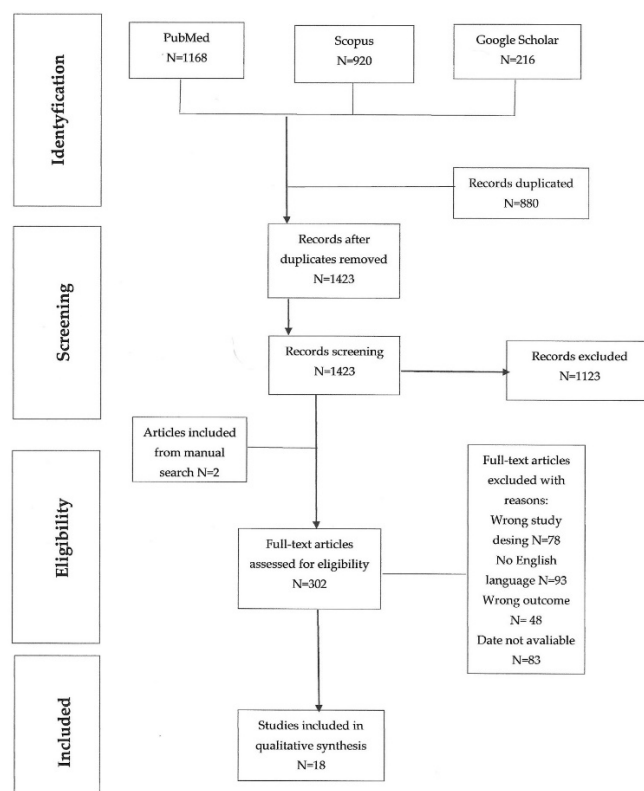 Identyfication
PubMed
N=1168
Scopus
N=920
Google Scholar
N=216
Records duplicated
N=880
Screening
Records after
duplicates removed
N=1423
Records screening
N=1423
Records excluded
N=1123
Articles included
from manual
search N=2
Eligibility
Full-text articles
assessed for eligibility
N=302
Full-text articles
excluded with
reasons:
Wrong study
desing N=78
No English
language N=93
Wrong outcome
N= 48
Date not avaliable
N=83
Included
Studies included in
qualitative synthesis
N=18